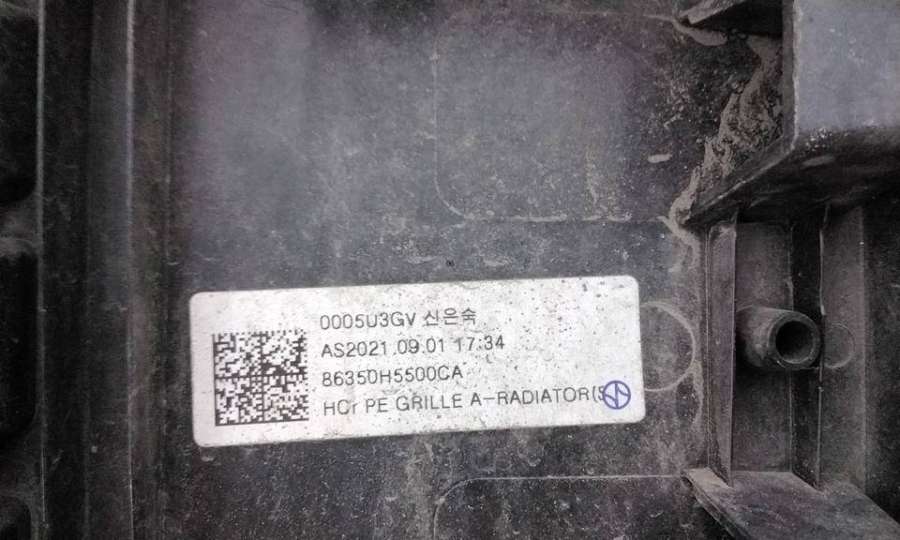 0005U3GV 신은숙
AS2021.09.01 17:34
86350H5500CA
HCr PE GRILLE A-RADIATOR(